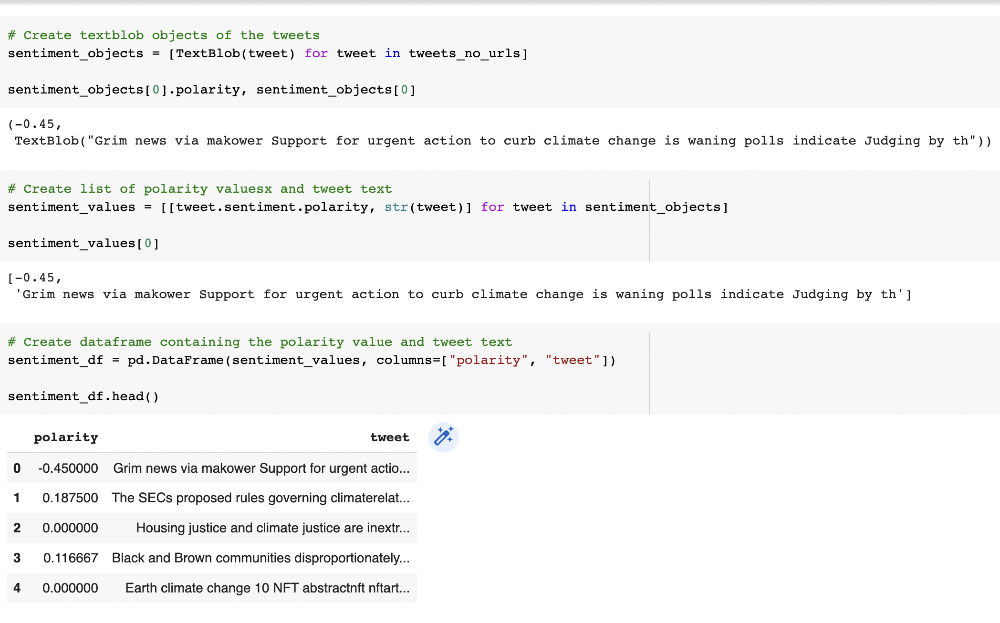 # Create textblob objects of the tweets
sentiment_objects = [TextBlob(tweet) for tweet in tweets_no_urls]
sentiment_objects[0].polarity, sentiment_objects[0]
(-0.45,
TextBlob("Grim news via makower Support for urgent action to curb climate change is waning polls indicate Judging by th"))
# Create list of polarity valuesx and tweet text
sentiment_values = [[tweet.sentiment.polarity, str(tweet)] for tweet in sentiment_objects]
sentiment_values[0]
[-0.45,
'Grim news via makower Support for urgent action to curb climate change is waning polls indicate Judging by th']
# Create dataframe containing the polarity value and tweet text
sentiment_df = pd.DataFrame(sentiment_values, columns=["polarity", "tweet"])
sentiment_df.head()
polarity tweet
0 -0.450000 Grim news via makower Support for urgent actio...
1 0.187500 The SECs proposed rules governing climaterelat...
2 0.000000 Housing justice and climate justice are inextr...
3 0.116667 Black and Brown communities disproportionately...
4 0.000000 Earth climate change 10 NFT abstractnft nftart...